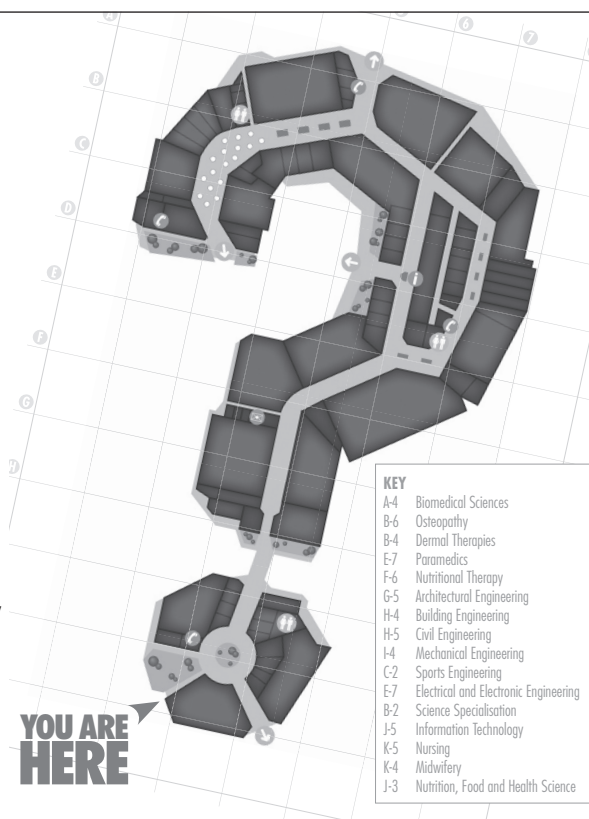 A
6
7
B
C
D
E
F
G
H
i
YOU ARE
HERE
KEY
A-4 Biomedical Sciences
B-6 Osteopathy
B-4 Dermal Therapies
E-7 Paramedics
F-6 Nutritional Therapy
G-5 Architectural Engineering
H-4 Building Engineering
H-5 Civil Engineering
I-4 Mechanical Engineering
C-2 Sports Engineering
E-7 Electrical and Electronic Engineering
B-2 Science Specialisation
J-5 Information Technology
K-5 Nursing
K-4 Midwifery
J-3 Nutrition, Food and Health Science